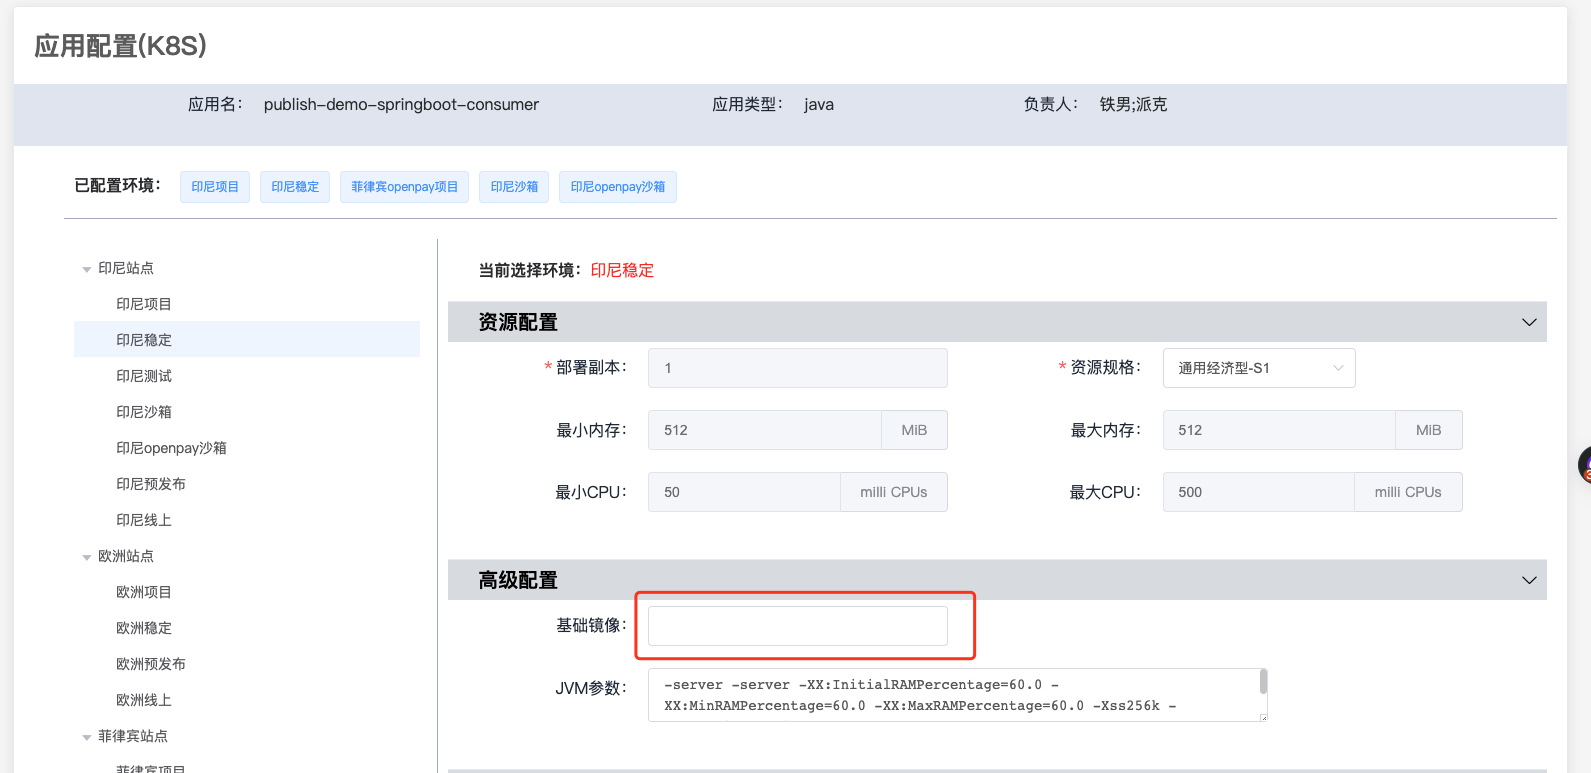 应用配置(K8S)
应用名： publish-demo-springboot-consumer 应用类型： java 负责人： 铁男;派克
已配置环境： 印尼项目 印尼稳定 菲律宾openpay项目 印尼沙箱 印尼openpay沙箱
印尼站点
印尼项目
印尼稳定
印尼测试
印尼沙箱
印尼openpay沙箱
印尼预发布
印尼线上
欧洲站点
欧洲项目
欧洲稳定
欧洲预发布
欧洲线上
菲律宾站点
菲律宾项目
当前选择环境： 印尼稳定
资源配置
* 部署副本： 1 * 资源规格： 通用经济型-S1
最小内存： 512 MiB 最大内存： 512 MiB
最小CPU： 50 milli CPUs 最大CPU： 500 milli CPUs
高级配置
基础镜像：
JVM参数： -server -server -XX:InitialRAMPercentage=60.0 -
XX:MinRAMPercentage=60.0 -XX:MaxRAMPercentage=60.0 -Xss256k -